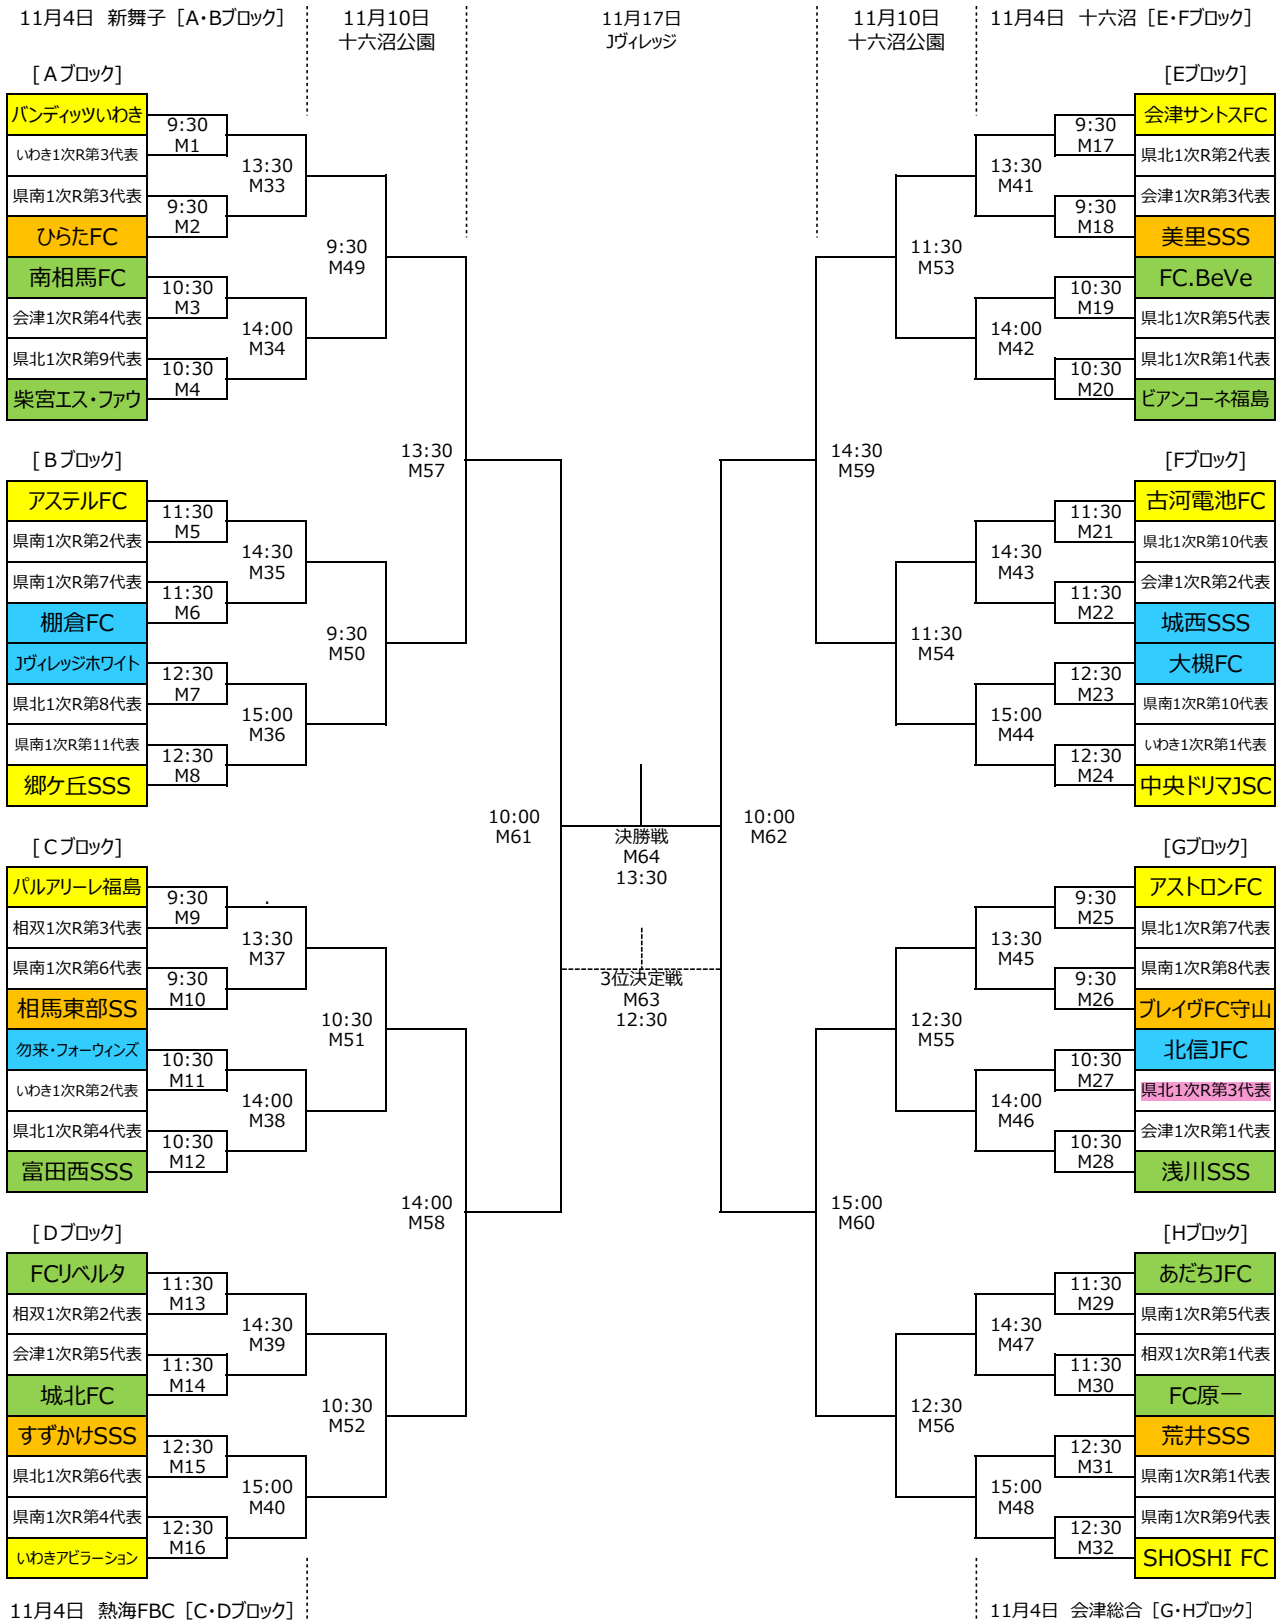 11月4日 新舞子［A・Bブロック］
11月10日
十六沼公園
11月17日
Jヴィレッジ
11月10日
十六沼公園
11月4日 十六沼［E・Fブロック］
[Aブロック]
バンディッツいわき
いわき1次R第3代表
県南1次R第3代表
ひらたFC
南相馬FC
会津1次R第4代表
県北1次R第9代表
柴宮エス・ファウ
9:30
M1
9:30
M2
10:30
M3
10:30
M4
13:30
M33
14:00
M34
9:30
M49
[Bブロック]
アステルFC
県南1次R第2代表
県南1次R第7代表
棚倉FC
Jヴィレッジホワイト
県北1次R第8代表
県南1次R第11代表
郷ケ丘SSS
11:30
M5
11:30
M6
12:30
M7
12:30
M8
14:30
M35
15:00
M36
9:30
M50
13:30
M57
[Cブロック]
パルアリーレ福島
相双1次R第3代表
県南1次R第6代表
相馬東部SS
勿来・フォーウィンズ
いわき1次R第2代表
県北1次R第4代表
富田西SSS
9:30
M9
9:30
M10
10:30
M11
10:30
M12
13:30
M37
14:00
M38
10:30
M51
[Dブロック]
FCリベルタ
相双1次R第2代表
会津1次R第5代表
城北FC
すずかけSSS
県北1次R第6代表
県南1次R第4代表
いわきアビラーション
11:30
M13
11:30
M14
12:30
M15
12:30
M16
14:30
M39
15:00
M40
10:30
M52
14:00
M58
10:00
M61
決勝戦
M64
13:30
3位決定戦
M63
12:30
10:00
M62
[Eブロック]
会津サントスFC
県北1次R第2代表
会津1次R第3代表
美里SSS
FC.BeVe
県北1次R第5代表
県北1次R第1代表
ビアンコーネ福島
9:30
M17
9:30
M18
10:30
M19
10:30
M20
13:30
M41
14:00
M42
11:30
M53
[Fブロック]
古河電池FC
県北1次R第10代表
会津1次R第2代表
城西SSS
大槻FC
県南1次R第10代表
いわき1次R第1代表
中央ドリマJSC
11:30
M21
11:30
M22
12:30
M23
12:30
M24
14:30
M43
15:00
M44
11:30
M54
14:30
M59
[Gブロック]
アストロンFC
県北1次R第7代表
県南1次R第8代表
ブレイヴFC守山
北信JFC
県北1次R第3代表
会津1次R第1代表
浅川SSS
9:30
M25
9:30
M26
10:30
M27
10:30
M28
13:30
M45
14:00
M46
12:30
M55
[Hブロック]
あだちJFC
県南1次R第5代表
相双1次R第1代表
FC原一
荒井SSS
県南1次R第1代表
県南1次R第9代表
SHOSHI FC
11:30
M29
11:30
M30
12:30
M31
12:30
M32
14:30
M47
15:00
M48
12:30
M56
15:00
M60
11月4日 熱海FBC［C・Dブロック］
11月4日 会津総合［G・Hブロック］